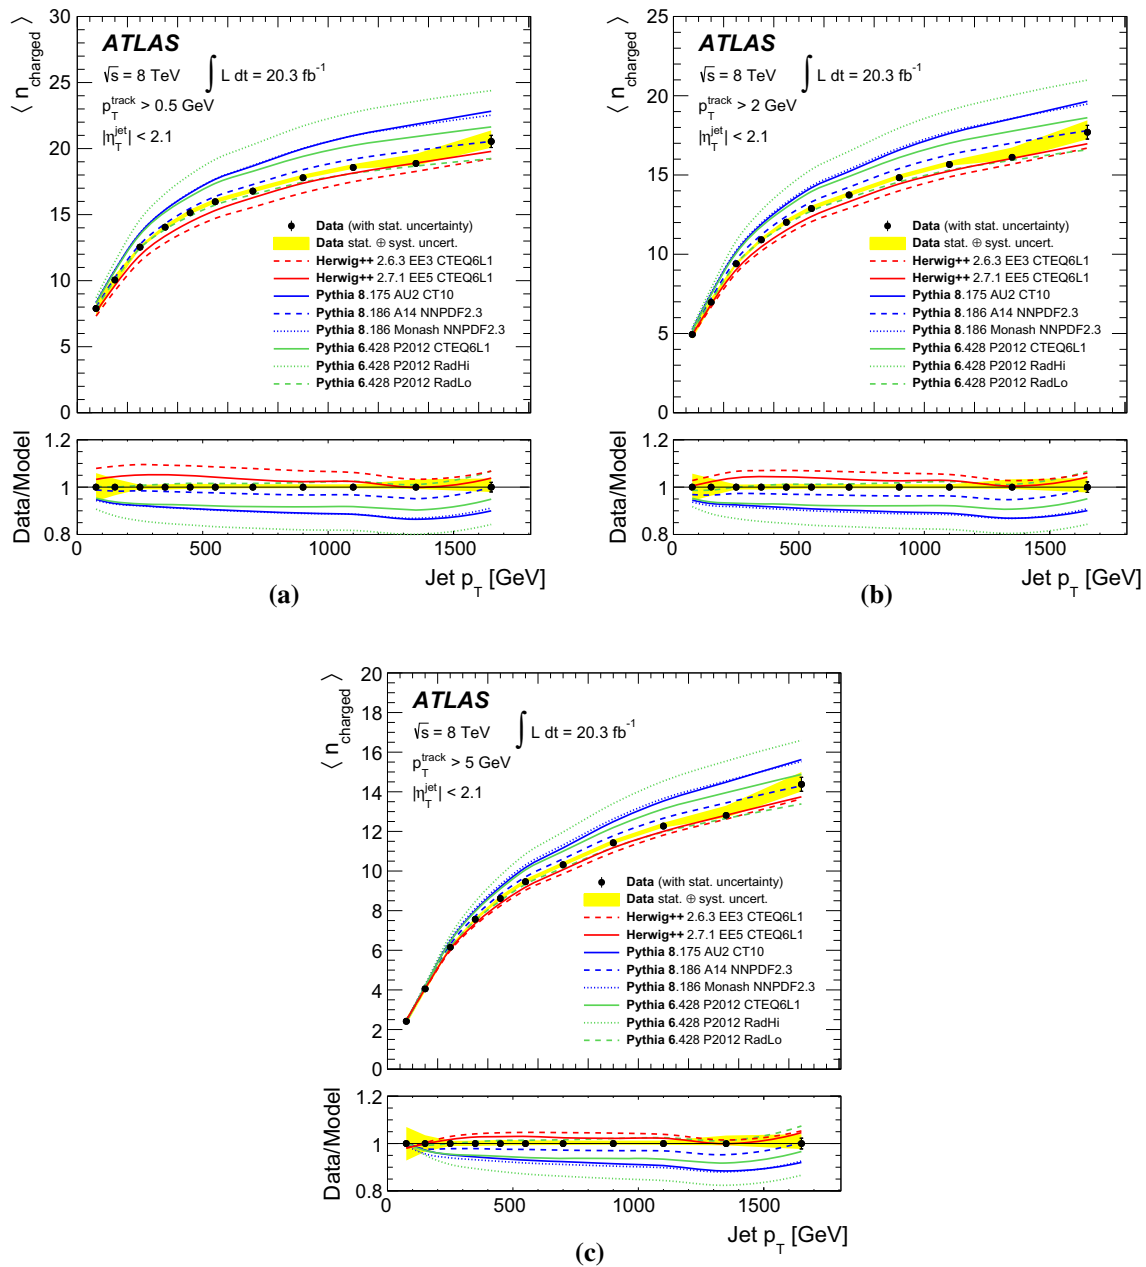 ⟨ n_charged ⟩
30
25
20
15
10
5
0
ATLAS
√s = 8 TeV ∫ L dt = 20.3 fb⁻¹
p_T^track > 0.5 GeV
|η_T^jet| < 2.1
Data (with stat. uncertainty)
Data stat. ⊕ syst. uncert.
Herwig++ 2.6.3 EE3 CTEQ6L1
Herwig++ 2.7.1 EE5 CTEQ6L1
Pythia 8.175 AU2 CT10
Pythia 8.186 A14 NNPDF2.3
Pythia 8.186 Monash NNPDF2.3
Pythia 6.428 P2012 CTEQ6L1
Pythia 6.428 P2012 RadHi
Pythia 6.428 P2012 RadLo
Data/Model
1.2
1
0.8
0 500 1000 1500
Jet p_T [GeV]
(a)
⟨ n_charged ⟩
25
20
15
10
5
0
ATLAS
√s = 8 TeV ∫ L dt = 20.3 fb⁻¹
p_T^track > 2 GeV
|η_T^jet| < 2.1
Data (with stat. uncertainty)
Data stat. ⊕ syst. uncert.
Herwig++ 2.6.3 EE3 CTEQ6L1
Herwig++ 2.7.1 EE5 CTEQ6L1
Pythia 8.175 AU2 CT10
Pythia 8.186 A14 NNPDF2.3
Pythia 8.186 Monash NNPDF2.3
Pythia 6.428 P2012 CTEQ6L1
Pythia 6.428 P2012 RadHi
Pythia 6.428 P2012 RadLo
Data/Model
1.2
1
0.8
0 500 1000 1500
Jet p_T [GeV]
(b)
⟨ n_charged ⟩
20
18
16
14
12
10
8
6
4
2
0
ATLAS
√s = 8 TeV ∫ L dt = 20.3 fb⁻¹
p_T^track > 5 GeV
|η_T^jet| < 2.1
Data (with stat. uncertainty)
Data stat. ⊕ syst. uncert.
Herwig++ 2.6.3 EE3 CTEQ6L1
Herwig++ 2.7.1 EE5 CTEQ6L1
Pythia 8.175 AU2 CT10
Pythia 8.186 A14 NNPDF2.3
Pythia 8.186 Monash NNPDF2.3
Pythia 6.428 P2012 CTEQ6L1
Pythia 6.428 P2012 RadHi
Pythia 6.428 P2012 RadLo
Data/Model
1.2
1
0.8
0 500 1000 1500
Jet p_T [GeV]
(c)